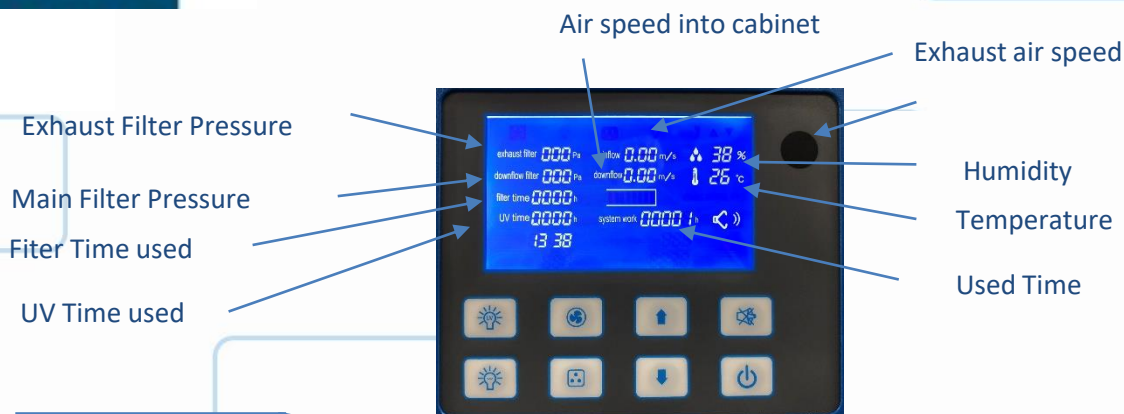 Air speed into cabinet
Exhaust air speed
Exhaust Filter Pressure
Main Filter Pressure
Fiter Time used
UV Time used
Humidity
Temperature
Used Time
exhaust filter 000 Pa inflow 0.00 m/s 38 %
downflow filter 000 Pa downflow 0.00 m/s 26 °C
filter time 0000 h
UV time 0000 h system work 0000 1 h
13 38
UV